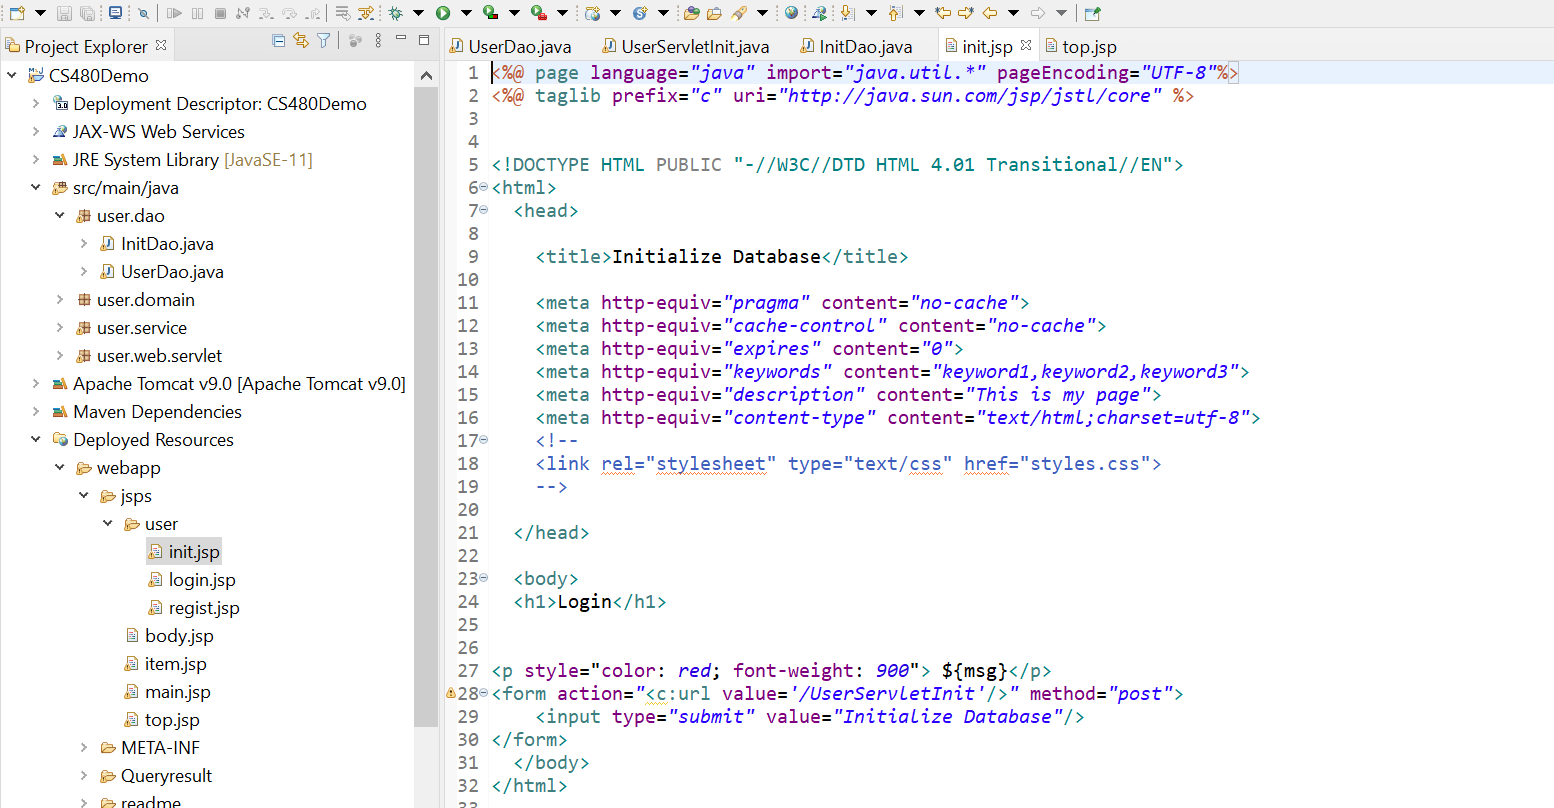 Project Explorer
CS480Demo
Deployment Descriptor: CS480Demo
JAX-WS Web Services
JRE System Library [JavaSE-11]
src/main/java
user.dao
InitDao.java
UserDao.java
user.domain
user.service
user.web.servlet
Apache Tomcat v9.0 [Apache Tomcat v9.0]
Maven Dependencies
Deployed Resources
webapp
jsps
user
init.jsp
login.jsp
regist.jsp
body.jsp
item.jsp
main.jsp
top.jsp
META-INF
Queryresult
readme
UserDao.java UserServletInit.java InitDao.java init.jsp top.jsp
1 <%@ page language="java" import="java.util.*" pageEncoding="UTF-8"%>
2 <%@ taglib prefix="c" uri="http://java.sun.com/jsp/jstl/core" %>
3
4
5 <!DOCTYPE HTML PUBLIC "-//W3C//DTD HTML 4.01 Transitional//EN">
6 <html>
7 <head>
8
9 <title>Initialize Database</title>
10
11 <meta http-equiv="pragma" content="no-cache">
12 <meta http-equiv="cache-control" content="no-cache">
13 <meta http-equiv="expires" content="0">
14 <meta http-equiv="keywords" content="keyword1,keyword2,keyword3">
15 <meta http-equiv="description" content="This is my page">
16 <meta http-equiv="content-type" content="text/html;charset=utf-8">
17 <!--
18 <link rel="stylesheet" type="text/css" href="styles.css">
19 -->
20
21 </head>
22
23 <body>
24 <h1>Login</h1>
25
26
27 <p style="color: red; font-weight: 900"> ${msg}</p>
28 <form action="<c:url value='/UserServletInit'/>" method="post">
29 <input type="submit" value="Initialize Database"/>
30 </form>
31 </body>
32 </html>
33